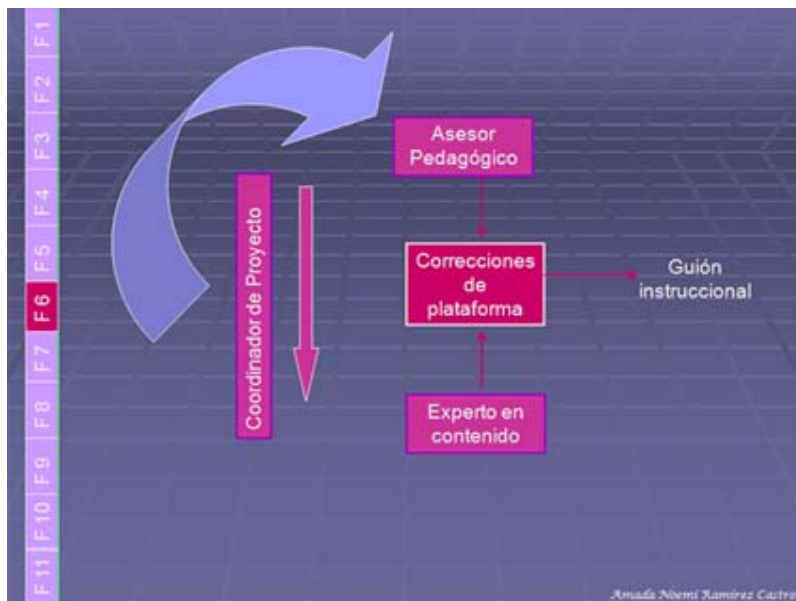 F1
F2
F3
F4
F5
F6
F7
F8
F9
F10
F11
Coordinador de Proyecto
Asesor
Pedagógico
Correcciones
de
plataforma
Guión
instruccional
Experto en
contenido
Amada Noemi Ramírez Castro